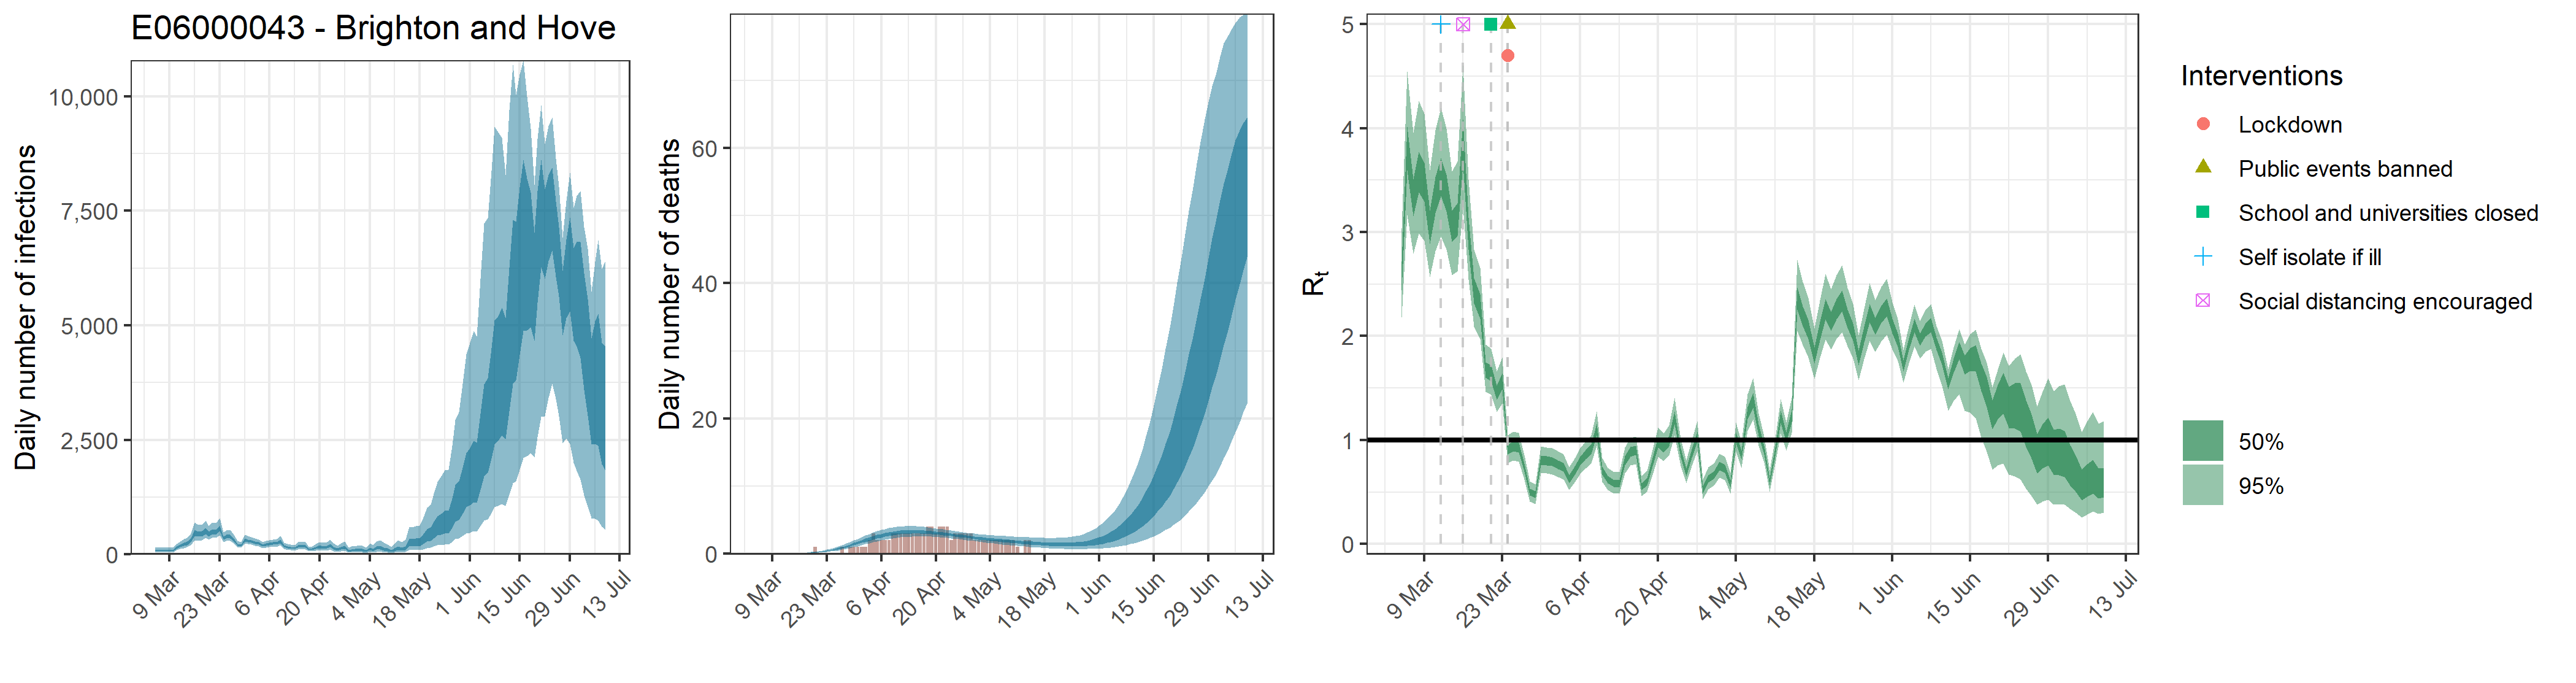 E06000043 - Brighton and Hove
Daily number of infections
10,000
7,500
5,000
2,500
0
9 Mar
23 Mar
6 Apr
20 Apr
4 May
18 May
1 Jun
15 Jun
29 Jun
13 Jul
Daily number of deaths
60
40
20
0
9 Mar
23 Mar
6 Apr
20 Apr
4 May
18 May
1 Jun
15 Jun
29 Jun
13 Jul
Rt
5
4
3
2
1
0
9 Mar
23 Mar
6 Apr
20 Apr
4 May
18 May
1 Jun
15 Jun
29 Jun
13 Jul
Interventions
Lockdown
Public events banned
School and universities closed
Self isolate if ill
Social distancing encouraged
50%
95%